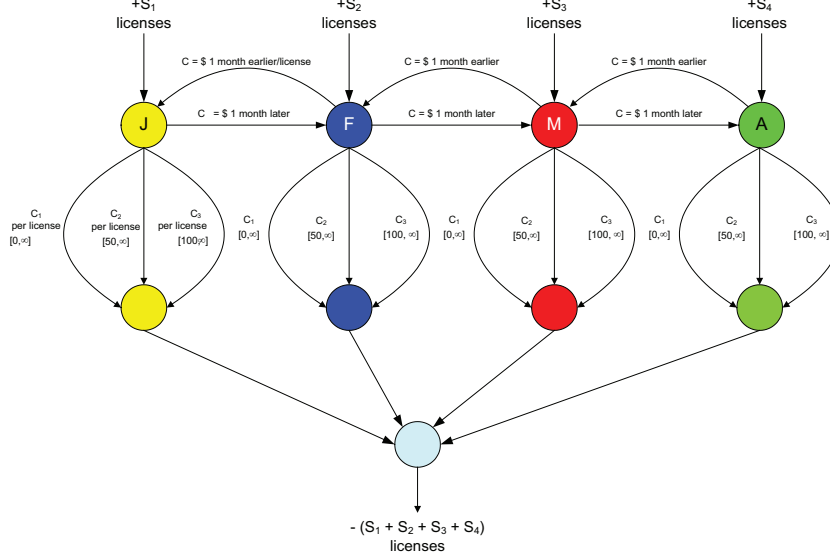 +S1
licenses
+S2
licenses
+S3
licenses
+S4
licenses
C = $ 1 month earlier/license
C = $ 1 month earlier
C = $ 1 month earlier
J
C = $ 1 month later
F
C = $ 1 month later
M
C = $ 1 month later
A
C1
per license
[0,∞]
C2
per license
[50,∞]
C3
per license
[100,∞]
C1
[0,∞]
C2
[50,∞]
C3
[100, ∞]
C1
[0,∞]
C2
[50,∞]
C3
[100, ∞]
C1
[0,∞]
C2
[50,∞]
C3
[100, ∞]
- (S1 + S2 + S3 + S4)
licenses